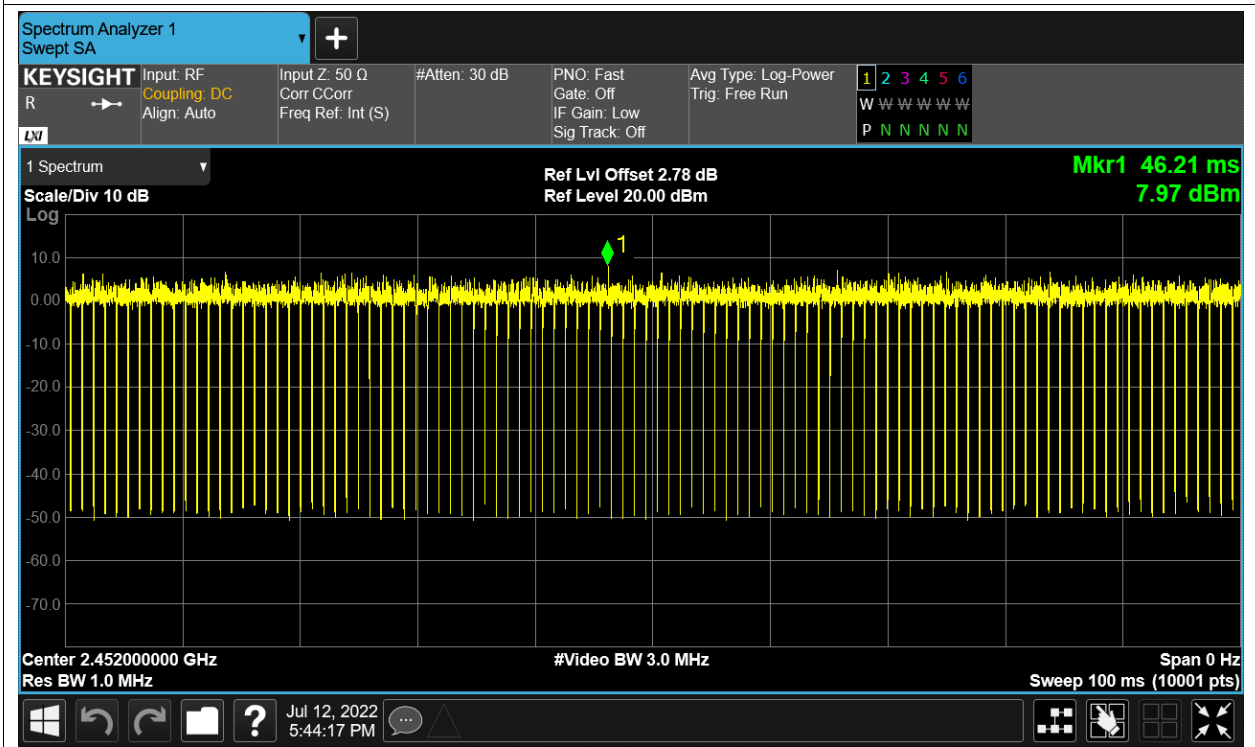 Spectrum Analyzer 1
Swept SA
KEYSIGHT
R
LXI
Input: RF
Coupling: DC
Align: Auto
Input Z: 50 Ω
Corr CCorr
Freq Ref: Int (S)
#Atten: 30 dB
PNO: Fast
Gate: Off
IF Gain: Low
Sig Track: Off
Avg Type: Log-Power
Trig: Free Run
1 2 3 4 5 6
W W W W W W
P N N N N N
1 Spectrum
Scale/Div 10 dB
Log
Ref Lvl Offset 2.78 dB
Ref Level 20.00 dBm
Mkr1 46.21 ms
7.97 dBm
1
10.0
0.00
-10.0
-20.0
-30.0
-40.0
-50.0
-60.0
-70.0
Center 2.452000000 GHz
Res BW 1.0 MHz
#Video BW 3.0 MHz
Span 0 Hz
Sweep 100 ms (10001 pts)
?
Jul 12, 2022
5:44:17 PM